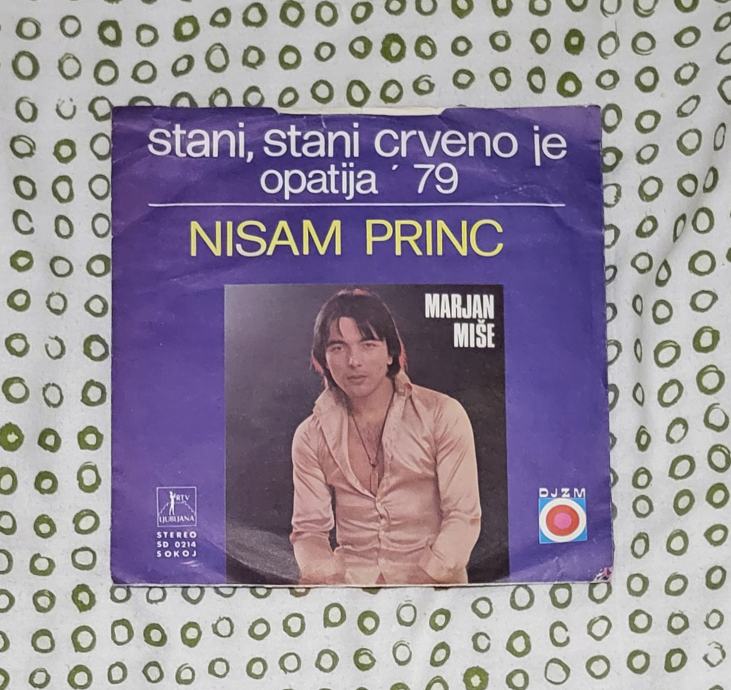 stani, stani crveno je
opatija ´ 79
NISAM PRINC
MARJAN
MIŠE
RTV
LJUBLJANA
STEREO
SD 0214
SOKOJ
DJZM